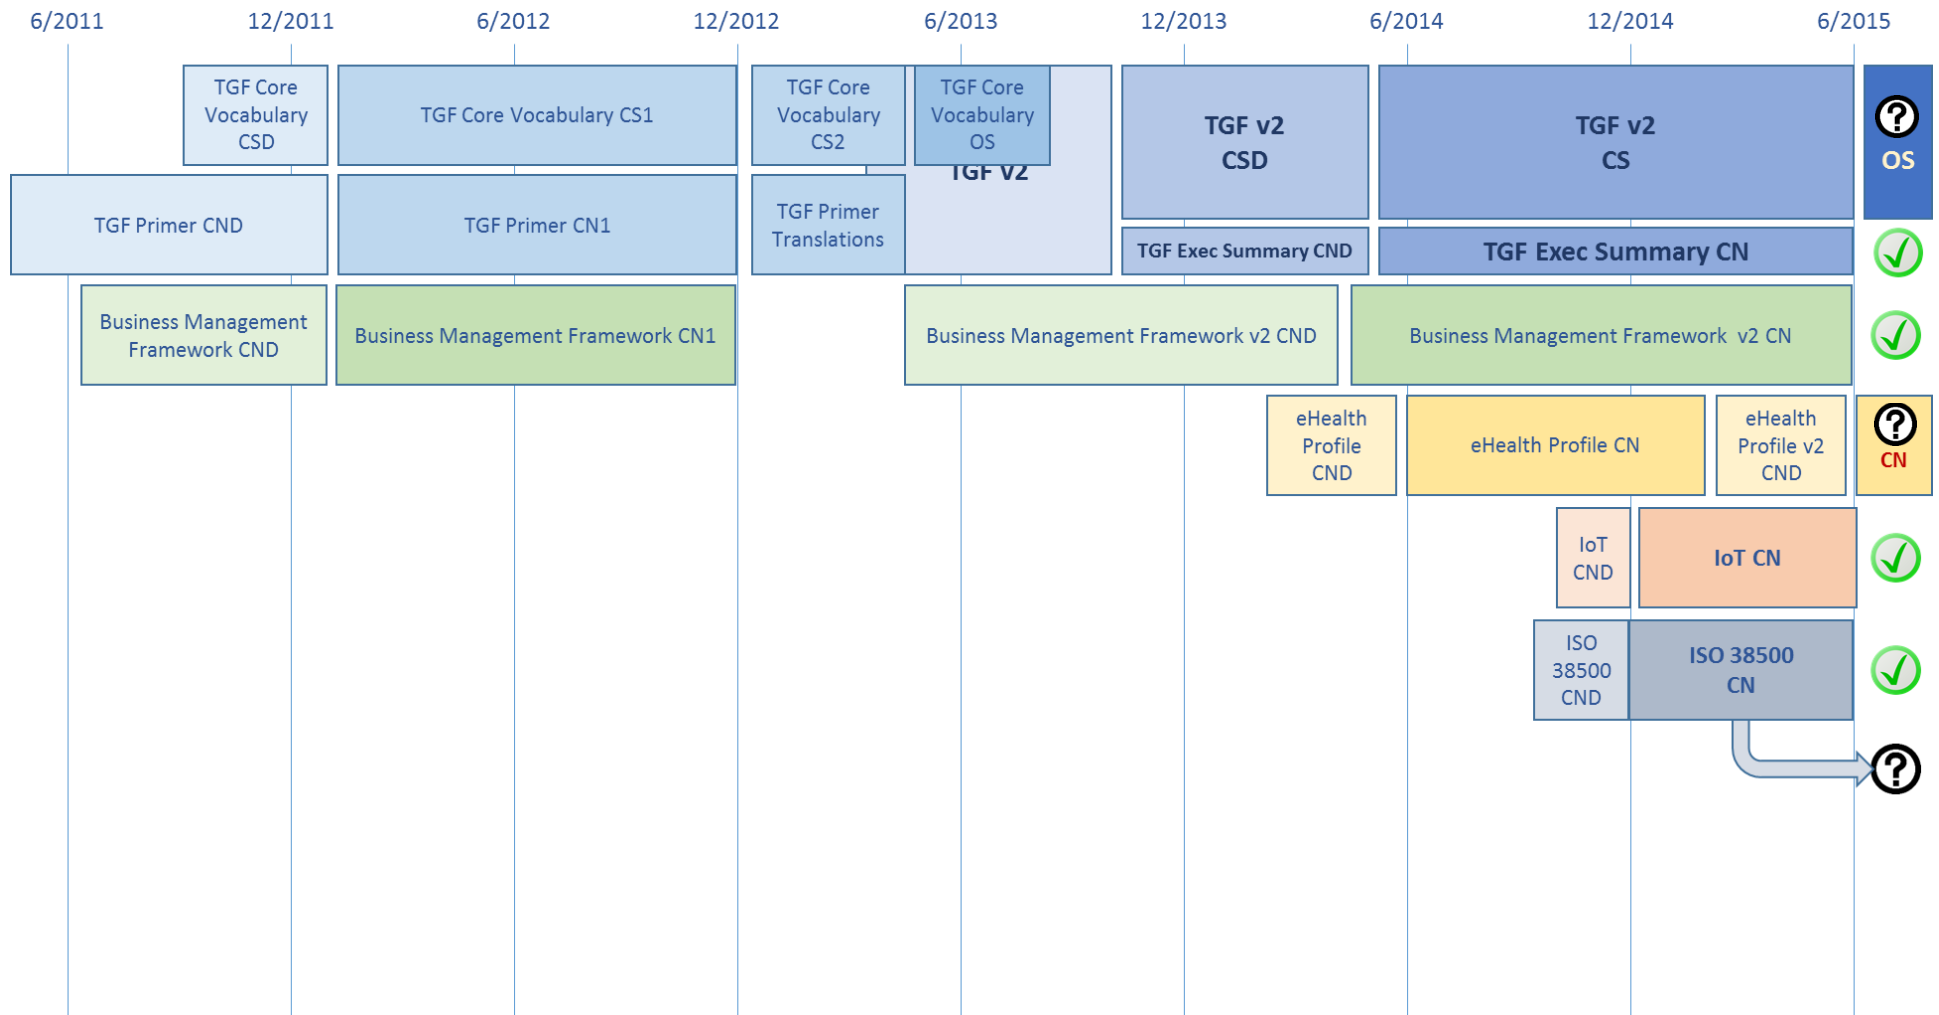 6/2011
12/2011
6/2012
12/2012
6/2013
12/2013
6/2014
12/2014
6/2015
TGF Core
Vocabulary
CSD
TGF Core Vocabulary CS1
TGF Core
Vocabulary
CS2
TGF Core
Vocabulary
OS
TGF v2
TGF v2
CSD
TGF v2
CS
?
OS
TGF Primer CND
TGF Primer CN1
TGF Primer
Translations
TGF Exec Summary CND
TGF Exec Summary CN
Business Management
Framework CND
Business Management Framework CN1
Business Management Framework v2 CND
Business Management Framework  v2 CN
eHealth
Profile
CND
eHealth Profile CN
eHealth
Profile v2
CND
?
CN
IoT
CND
IoT CN
ISO
38500
CND
ISO 38500
CN
?